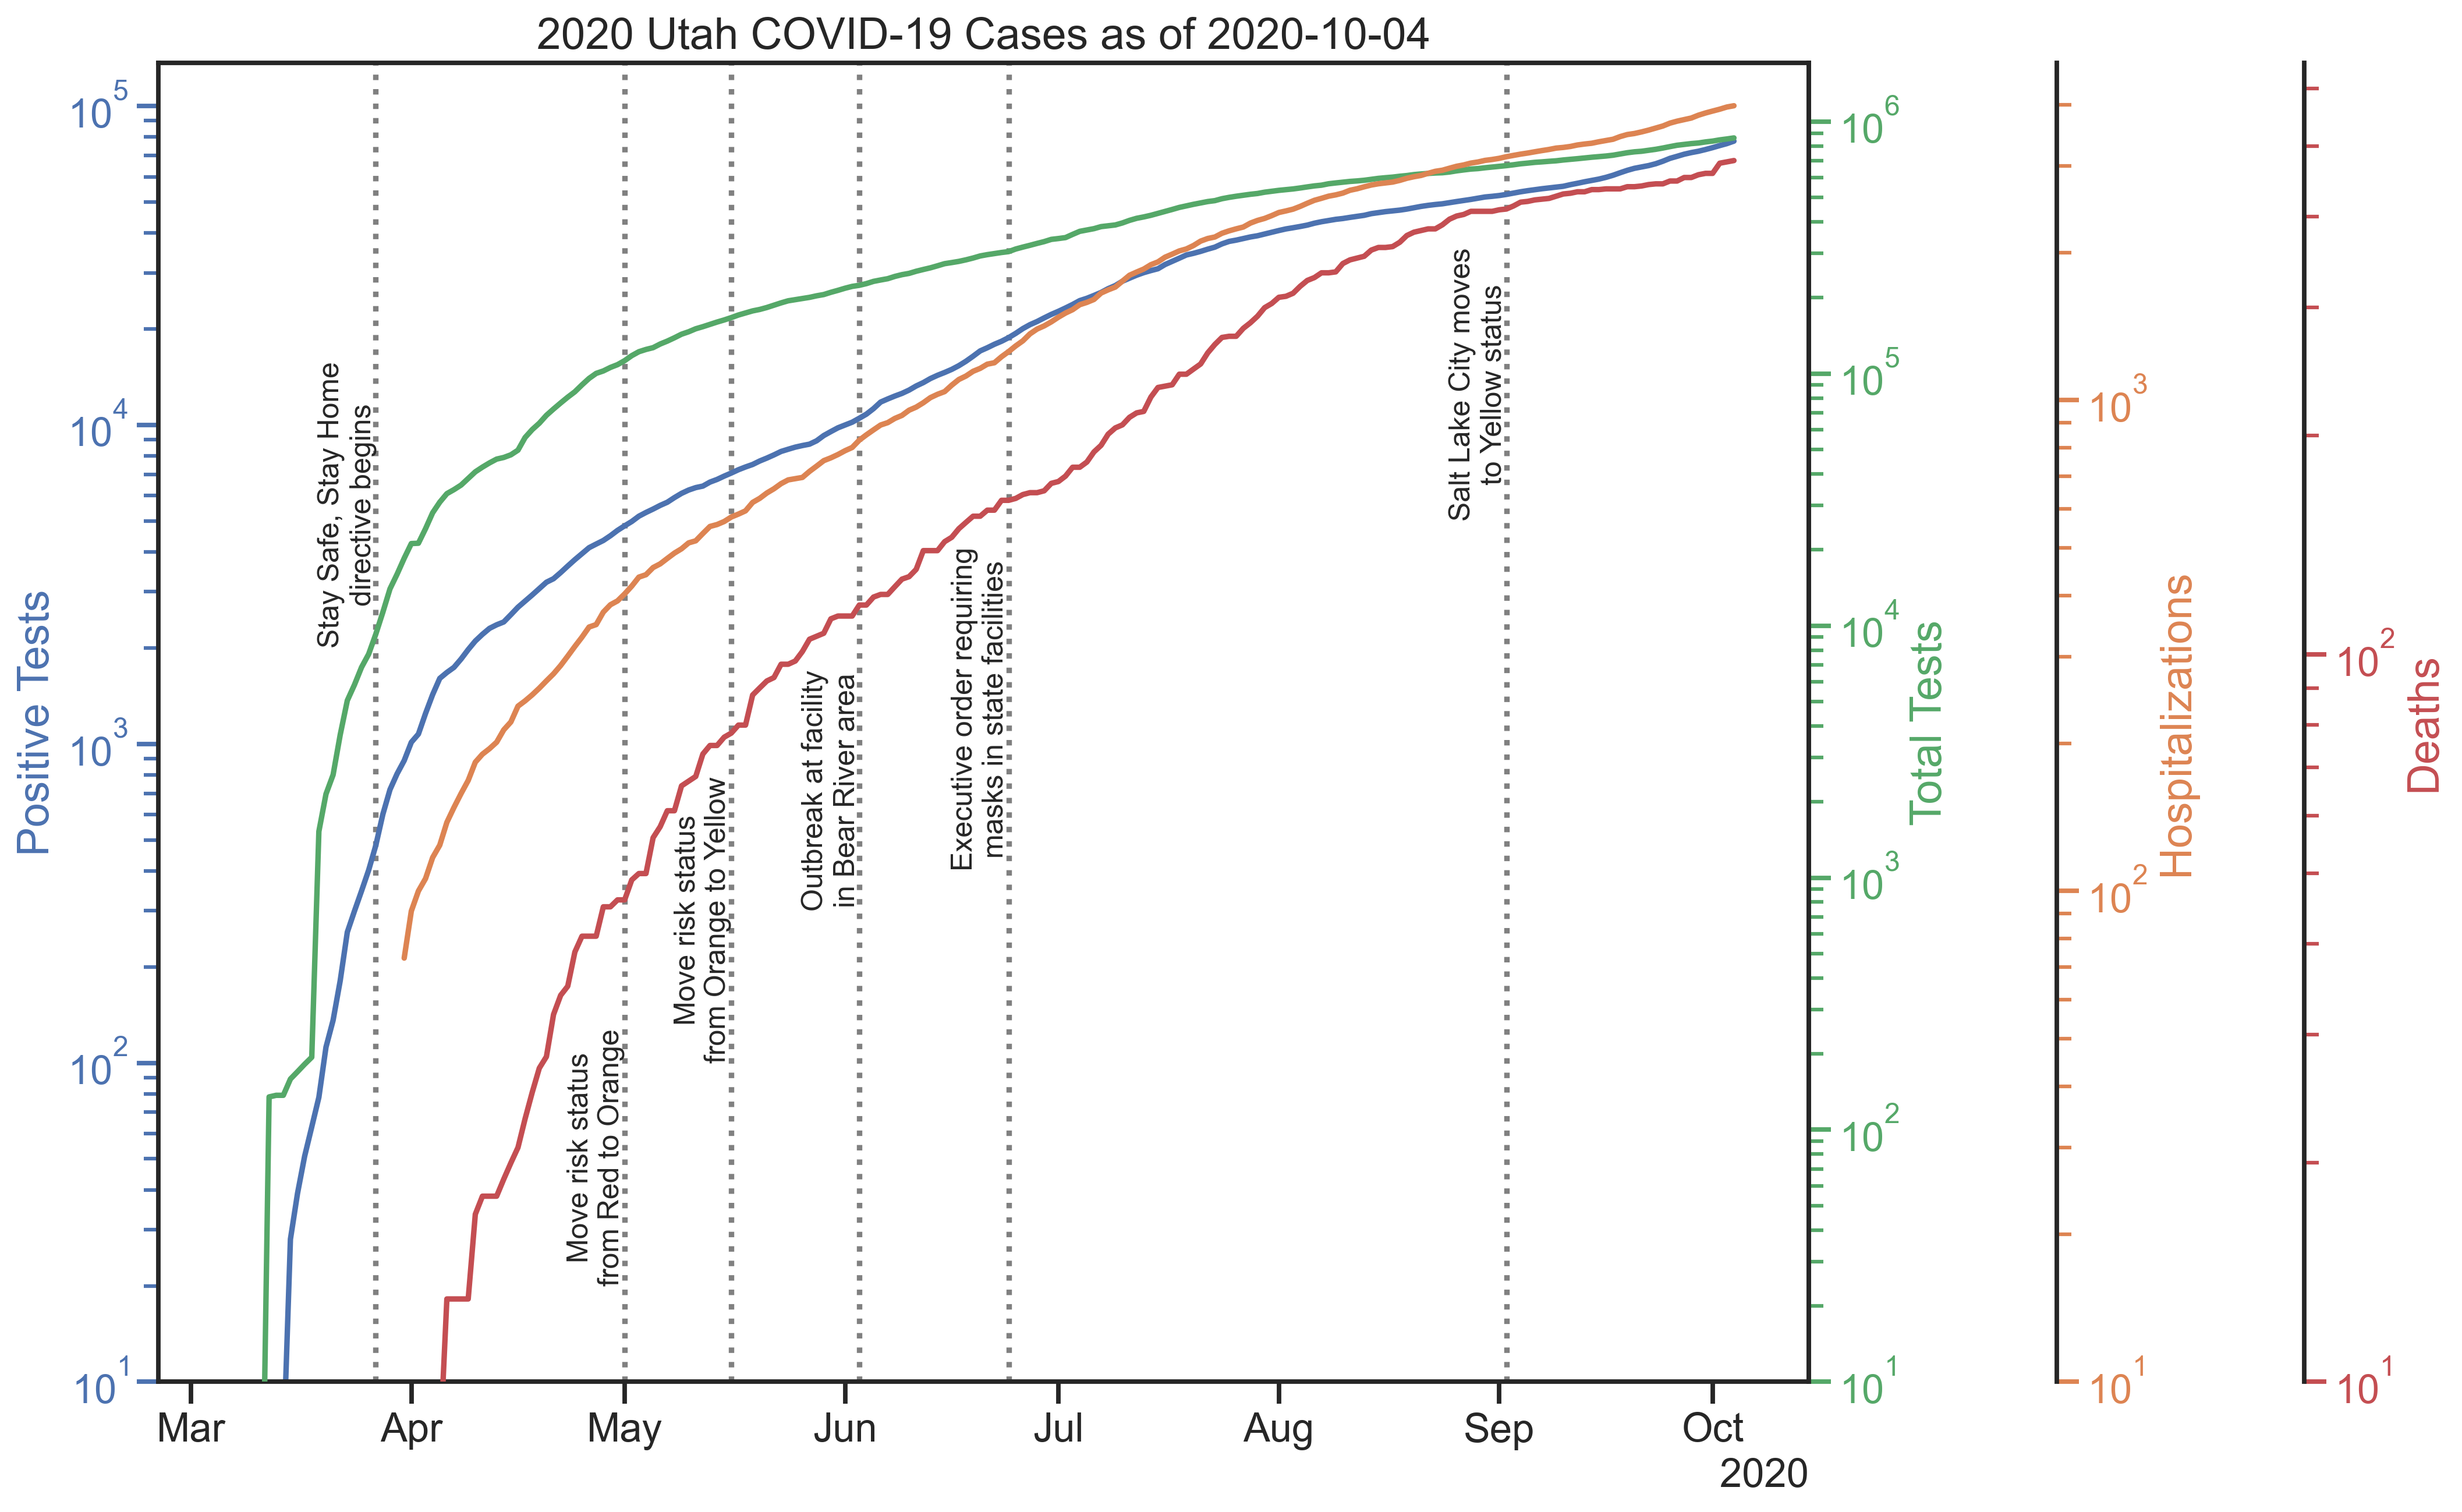 2020 Utah COVID-19 Cases as of 2020-10-04
Positive Tests
10^5
10^4
10^3
10^2
10^1
Stay Safe, Stay Home
directive begins
Move risk status
from Red to Orange
Move risk status
from Orange to Yellow
Outbreak at facility
in Bear River area
Executive order requiring
masks in state facilities
Salt Lake City moves
to Yellow status
10^6
10^5
10^4
10^3
10^2
10^1
Total Tests
10^3
10^2
10^1
Hospitalizations
10^2
10^1
Deaths
Mar Apr May Jun Jul Aug Sep Oct
2020